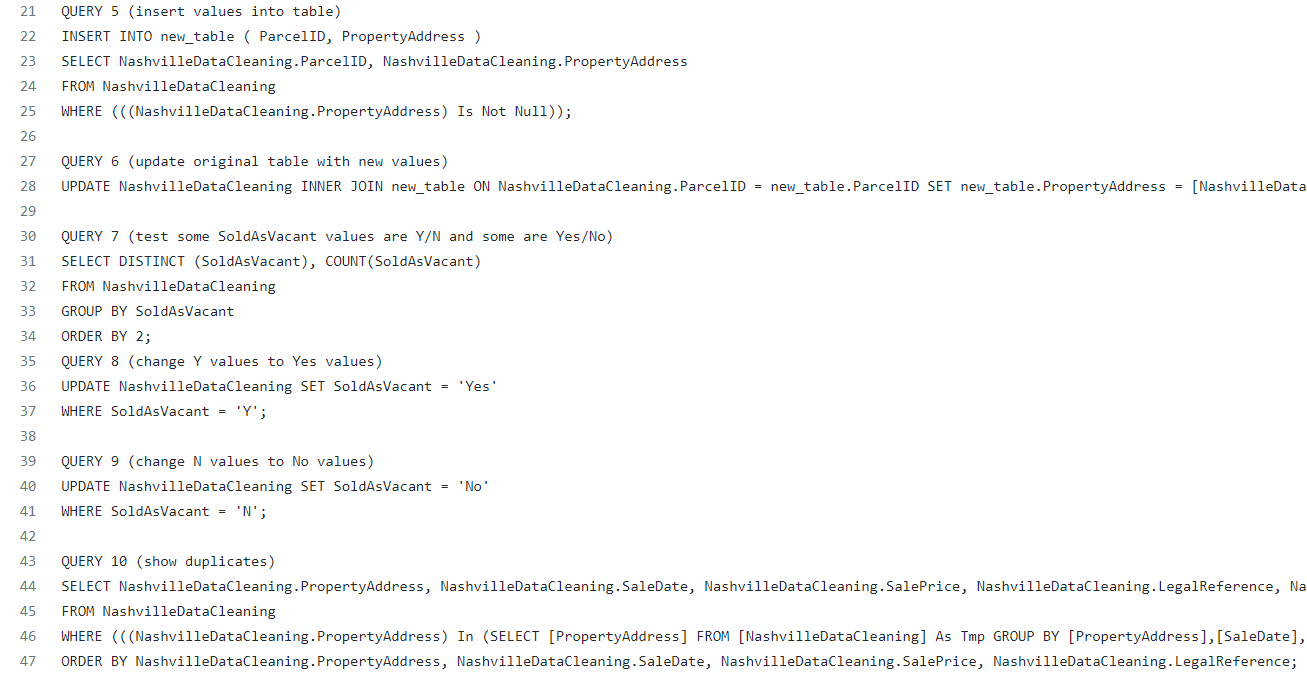 21 QUERY 5 (insert values into table)
22 INSERT INTO new_table ( ParcelID, PropertyAddress )
23 SELECT NashvilleDataCleaning.ParcelID, NashvilleDataCleaning.PropertyAddress
24 FROM NashvilleDataCleaning
25 WHERE (((NashvilleDataCleaning.PropertyAddress) Is Not Null));
26
27 QUERY 6 (update original table with new values)
28 UPDATE NashvilleDataCleaning INNER JOIN new_table ON NashvilleDataCleaning.ParcelID = new_table.ParcelID SET new_table.PropertyAddress = [NashvilleData
29
30 QUERY 7 (test some SoldAsVacant values are Y/N and some are Yes/No)
31 SELECT DISTINCT (SoldAsVacant), COUNT(SoldAsVacant)
32 FROM NashvilleDataCleaning
33 GROUP BY SoldAsVacant
34 ORDER BY 2;
35 QUERY 8 (change Y values to Yes values)
36 UPDATE NashvilleDataCleaning SET SoldAsVacant = 'Yes'
37 WHERE SoldAsVacant = 'Y';
38
39 QUERY 9 (change N values to No values)
40 UPDATE NashvilleDataCleaning SET SoldAsVacant = 'No'
41 WHERE SoldAsVacant = 'N';
42
43 QUERY 10 (show duplicates)
44 SELECT NashvilleDataCleaning.PropertyAddress, NashvilleDataCleaning.SaleDate, NashvilleDataCleaning.SalePrice, NashvilleDataCleaning.LegalReference, Na
45 FROM NashvilleDataCleaning
46 WHERE (((NashvilleDataCleaning.PropertyAddress) In (SELECT [PropertyAddress] FROM [NashvilleDataCleaning] As Tmp GROUP BY [PropertyAddress],[SaleDate],
47 ORDER BY NashvilleDataCleaning.PropertyAddress, NashvilleDataCleaning.SaleDate, NashvilleDataCleaning.SalePrice, NashvilleDataCleaning.LegalReference;